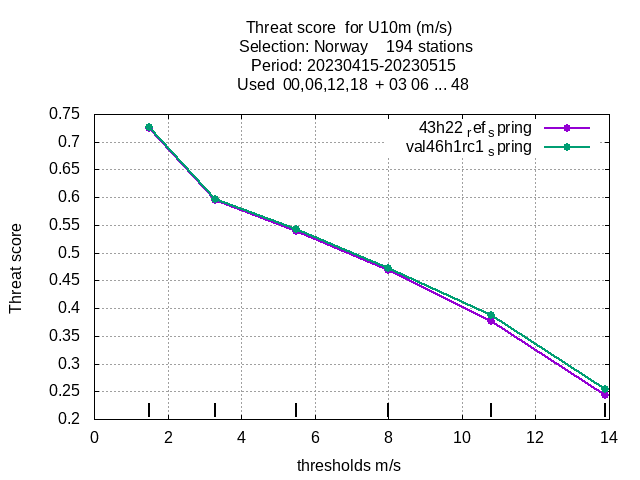 Threat score for U10m (m/s)
Selection: Norway 194 stations
Period: 20230415-20230515
Used 00,06,12,18 + 03 06 ... 48
43h22 refspring
val46h1rc1 spring
0.75
0.7
0.65
0.6
0.55
0.5
0.45
0.4
0.35
0.3
0.25
0.2
Threat score
0 2 4 6 8 10 12 14
thresholds m/s